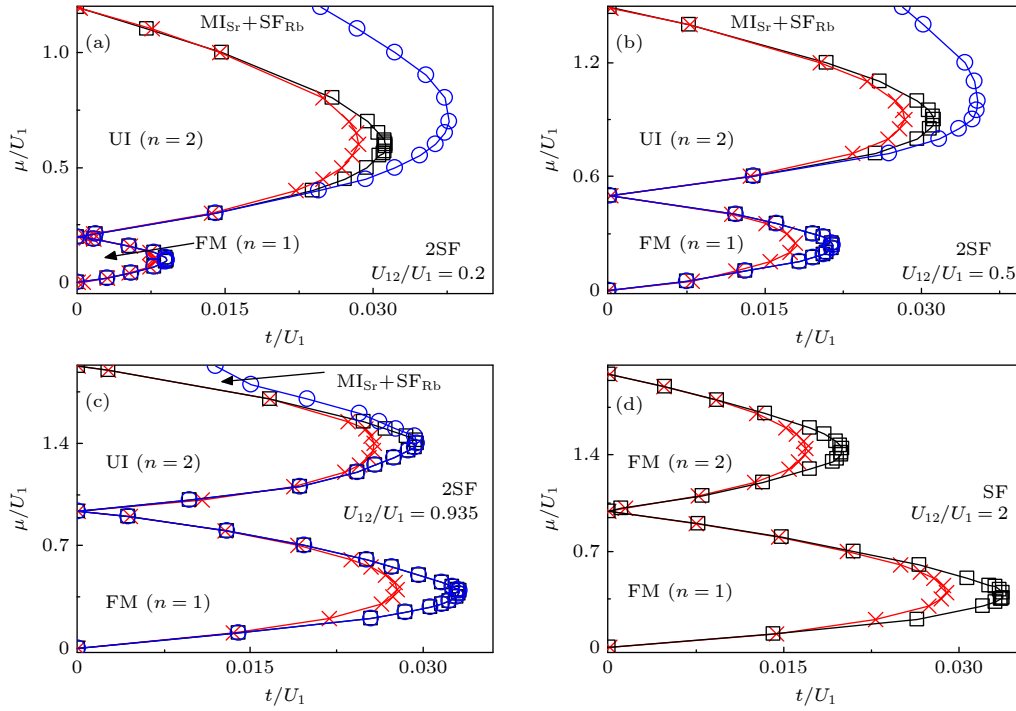 MI_Sr+SF_Rb
(a)
1.0
UI (n = 2)
μ/U₁
0.5
FM (n = 1)
2SF
U₁₂/U₁ = 0.2
0
0
0.015
0.030
t/U₁
MI_Sr+SF_Rb
(b)
1.2
UI (n = 2)
μ/U₁
0.6
FM (n = 1)
2SF
U₁₂/U₁ = 0.5
0
0
0.015
0.030
t/U₁
MI_Sr+SF_Rb
(c)
1.4
UI (n = 2)
2SF
μ/U₁
U₁₂/U₁ = 0.935
0.7
FM (n = 1)
0
0
0.015
0.030
t/U₁
(d)
1.4
FM (n = 2)
SF
μ/U₁
U₁₂/U₁ = 2
0.7
FM (n = 1)
0
0
0.015
0.030
t/U₁